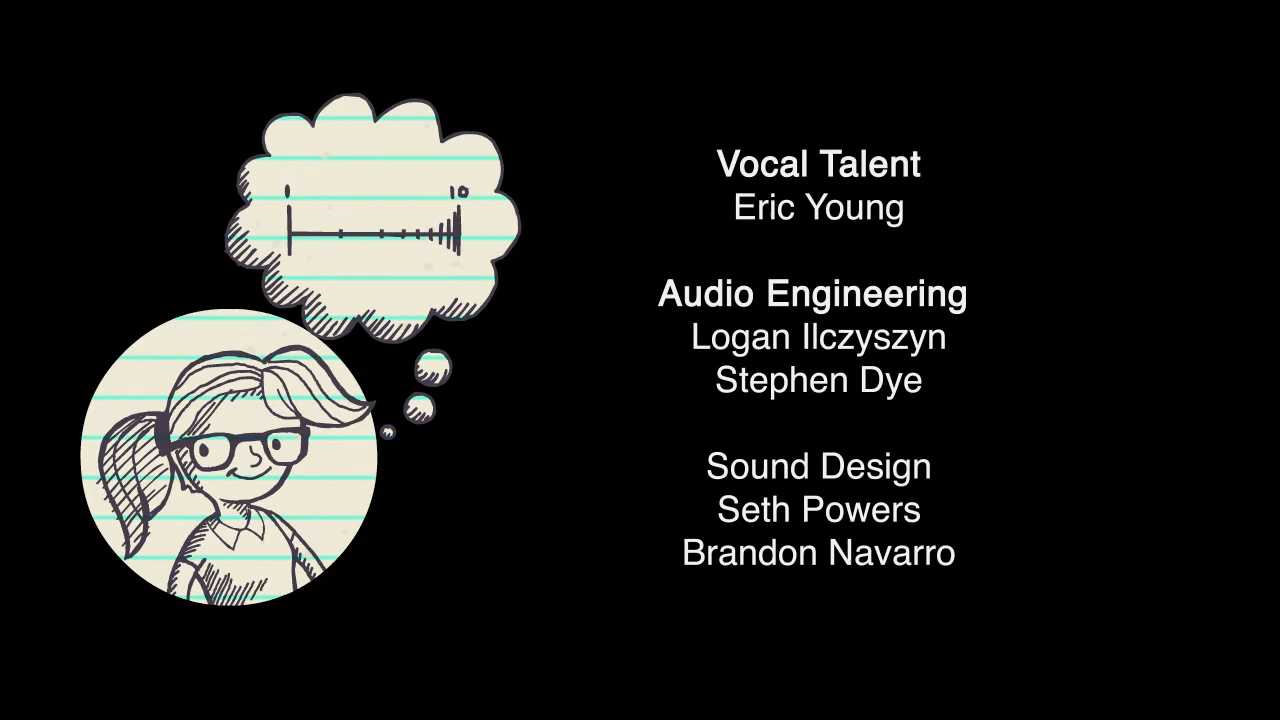 0 10
Vocal Talent
Eric Young
Audio Engineering
Logan Ilczyszyn
Stephen Dye
Sound Design
Seth Powers
Brandon Navarro